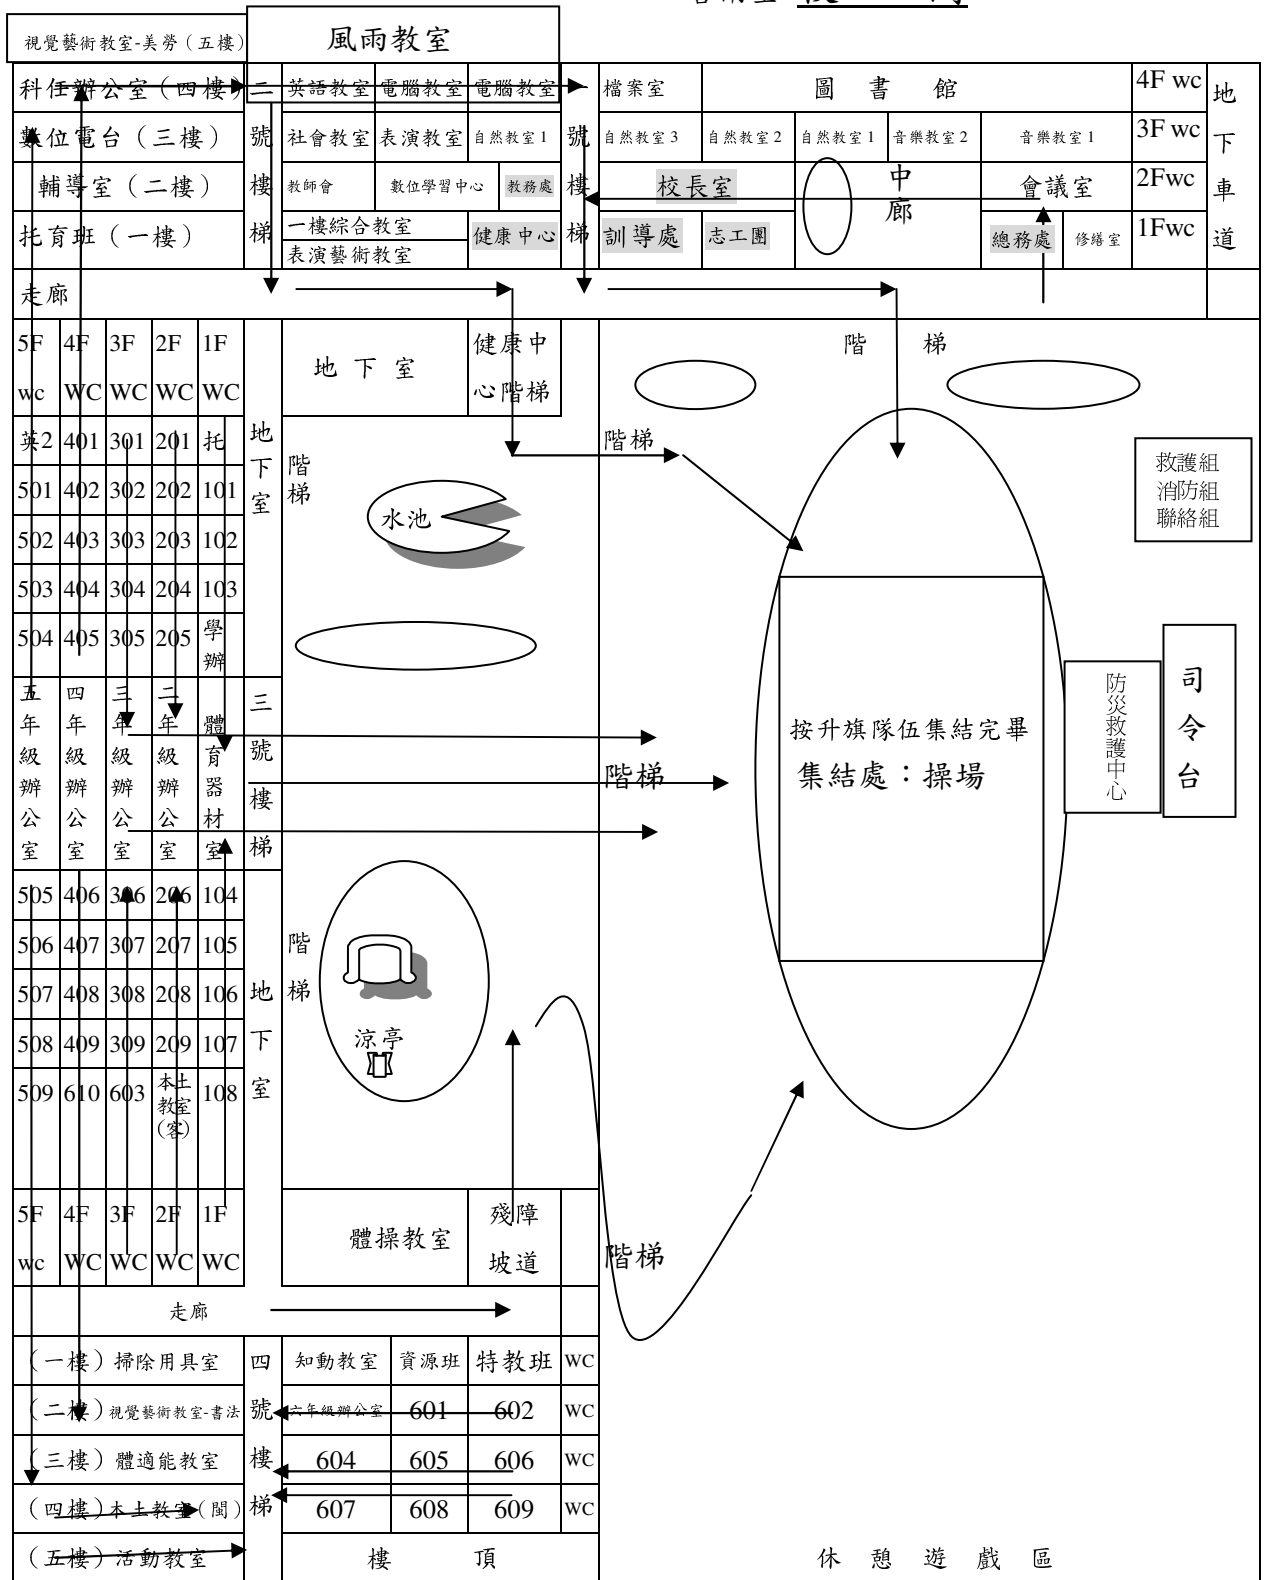 視覺藝術教室-美勞（五樓）
風雨教室
科任辦公室（四樓） 二 英語教室 電腦教室 電腦教室 檔案室 圖 書 館 4F wc 地
數位電台（三樓） 號 社會教室 表演教室 自然教室1 號 自然教室3 自然教室2 自然教室1 音樂教室2 音樂教室1 3F wc 下
輔導室（二樓） 樓 教師會 數位學習中心 教務處 樓 校長室 中廊 會議室 2Fwc 車
托育班（一樓） 梯 一樓綜合教室 健康中心 梯 訓導處 志工團 總務處 修繕室 1Fwc 道
表演藝術教室
走廊
5F 4F 3F 2F 1F
wc WC WC WC WC
地 下 室
健康中
心階梯
階 梯
英2 401 301 201 托
501 402 302 202 101
502 403 303 203 102
503 404 304 204 103
504 405 305 205 學辦
地下室
階梯
水池
階梯
救護組
消防組
聯絡組
五年級辦公室
四年級辦公室
三年級辦公室
二年級辦公室
體育器材室
三號樓梯
階梯
按升旗隊伍集結完畢
集結處：操場
防災救護中心
司令台
505 406 306 206 104
506 407 307 207 105
507 408 308 208 106
508 409 309 209 107
509 610 603 本土教室(客) 108
地下室
階梯
涼亭
5F 4F 3F 2F 1F
wc WC WC WC WC
體操教室
殘障
坡道
階梯
走廊
（一樓）掃除用具室 四 知動教室 資源班 特教班 WC
（二樓）視覺藝術教室-書法 號 六年級辦公室 601 602 WC
（三樓）體適能教室 樓 604 605 606 WC
（四樓）本土教室（閩） 梯 607 608 609 WC
（五樓）活動教室 樓 頂
休 憩 遊 戲 區